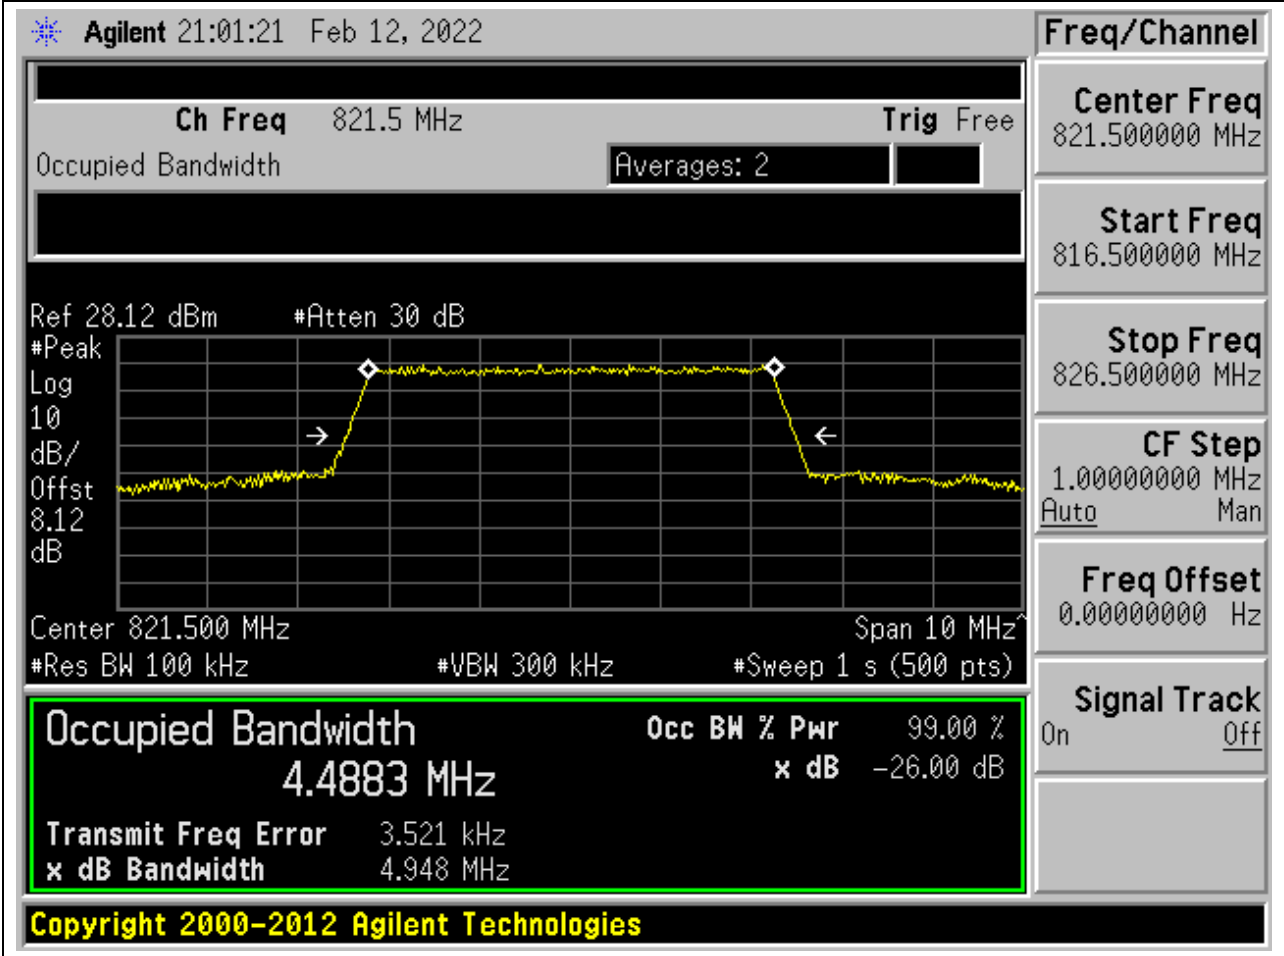 Agilent 21:01:21 Feb 12, 2022
Freq/Channel
Ch Freq 821.5 MHz Trig Free
Occupied Bandwidth Averages: 2
Center Freq
821.500000 MHz
Start Freq
816.500000 MHz
Stop Freq
826.500000 MHz
CF Step
1.00000000 MHz
Auto Man
Freq Offset
0.00000000 Hz
Signal Track
On Off
Ref 28.12 dBm #Atten 30 dB
#Peak
Log
10
dB/
Offst
8.12
dB
Center 821.500 MHz Span 10 MHz^
#Res BW 100 kHz #VBW 300 kHz #Sweep 1 s (500 pts)
Occupied Bandwidth Occ BW % Pwr 99.00 %
4.4883 MHz x dB -26.00 dB
Transmit Freq Error 3.521 kHz
x dB Bandwidth 4.948 MHz
Copyright 2000-2012 Agilent Technologies